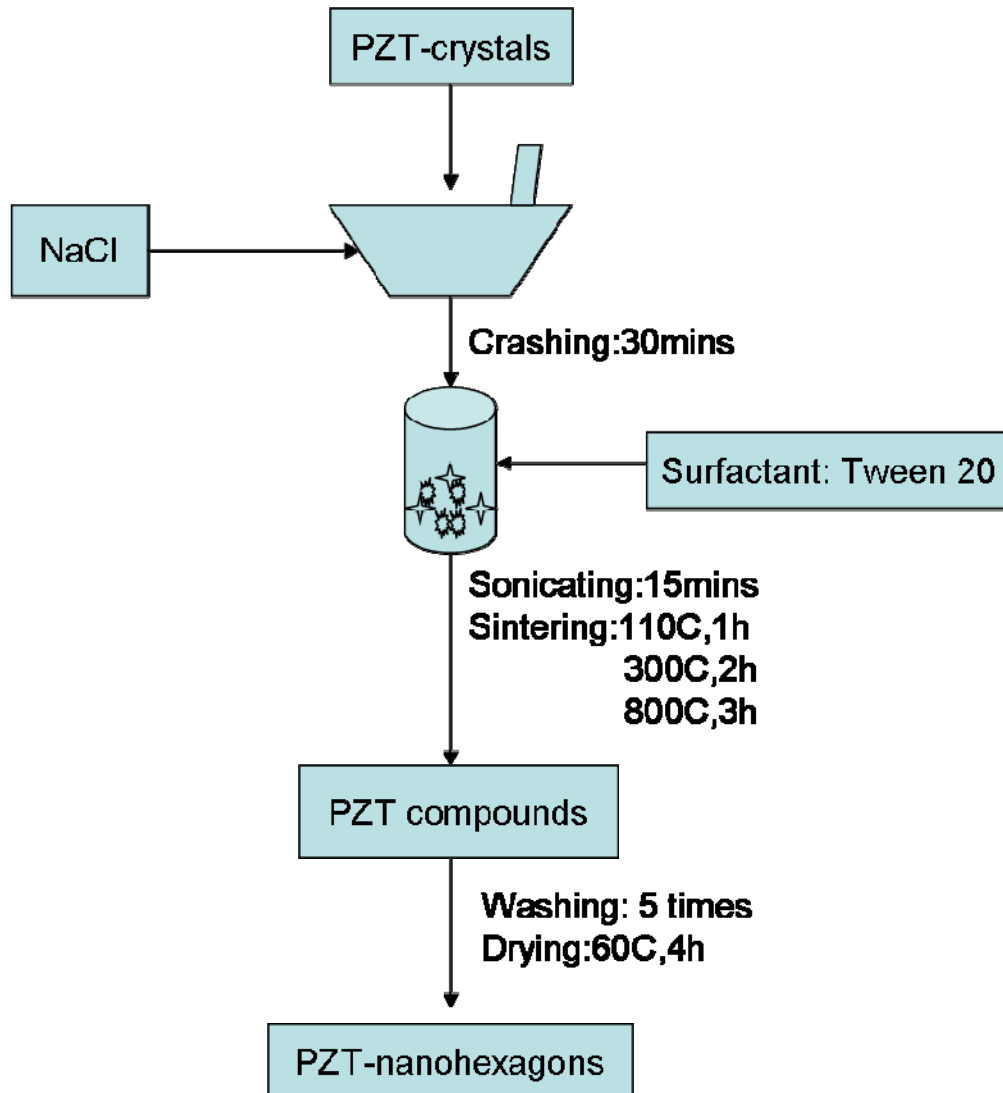 PZT-crystals
NaCl
Crashing:30mins
Surfactant: Tween 20
Sonicating:15mins
Sintering:110C,1h
300C,2h
800C,3h
PZT compounds
Washing: 5 times
Drying:60C,4h
PZT-nanohexagons